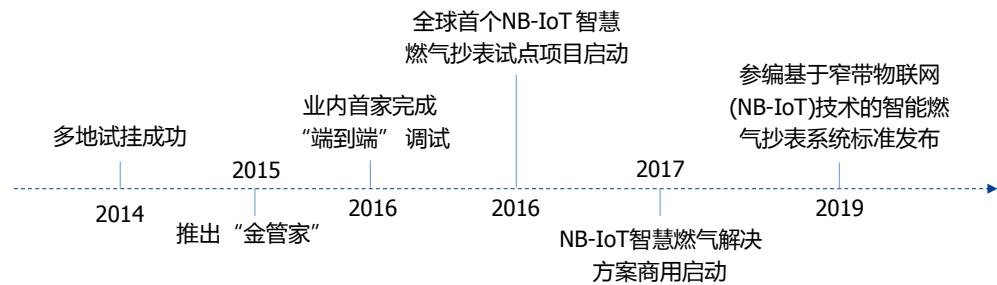 多地试挂成功
2014
2015
推出“金管家”
业内首家完成
“端到端” 调试
2016
全球首个NB-IoT智慧
燃气抄表试点项目启动
2016
2017
NB-IoT智慧燃气解决
方案商用启动
参编基于窄带物联网
(NB-IoT)技术的智能燃
气抄表系统标准发布
2019